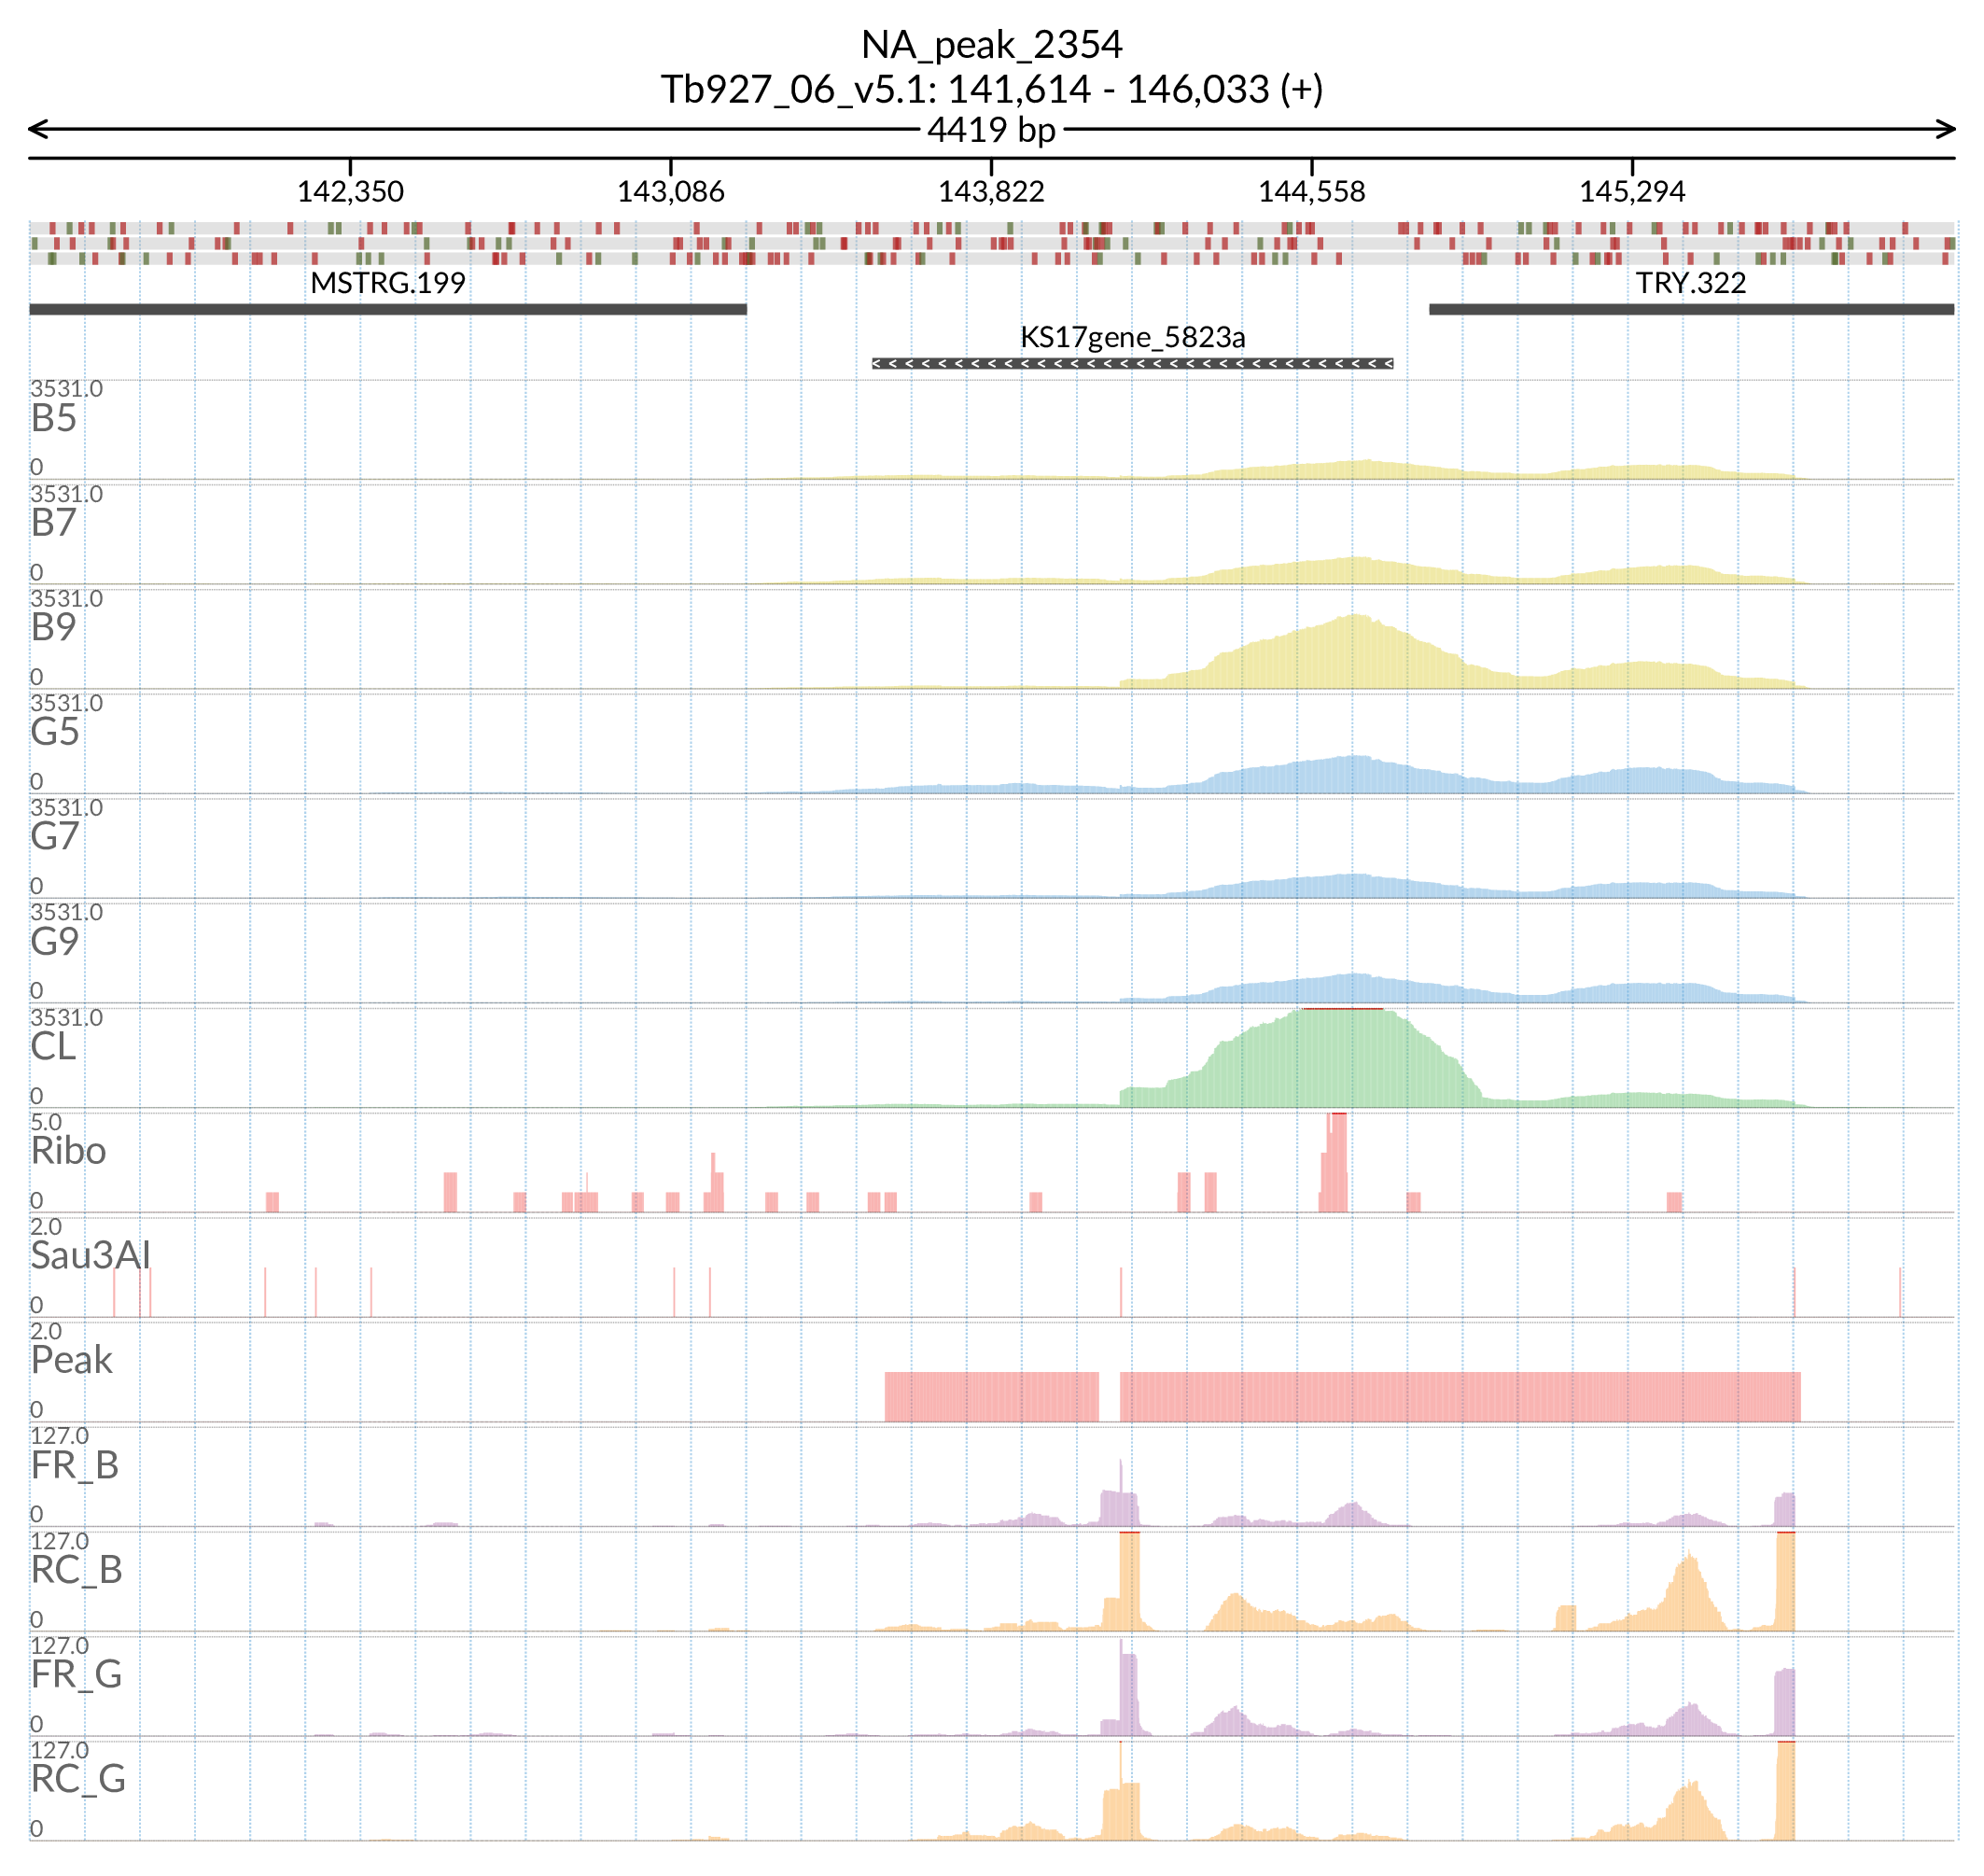 NA_peak_2354
Tb927_06_v5.1: 141,614 - 146,033 (+)
4419 bp
142,350 143,086 143,822 144,558 145,294
MSTRG.199 TRY.322
KS17gene_5823a
3531.0
B5
0
3531.0
B7
0
3531.0
B9
0
3531.0
G5
0
3531.0
G7
0
3531.0
G9
0
3531.0
CL
0
5.0
Ribo
0
2.0
Sau3AI
0
2.0
Peak
0
127.0
FR_B
0
127.0
RC_B
0
127.0
FR_G
0
127.0
RC_G
0